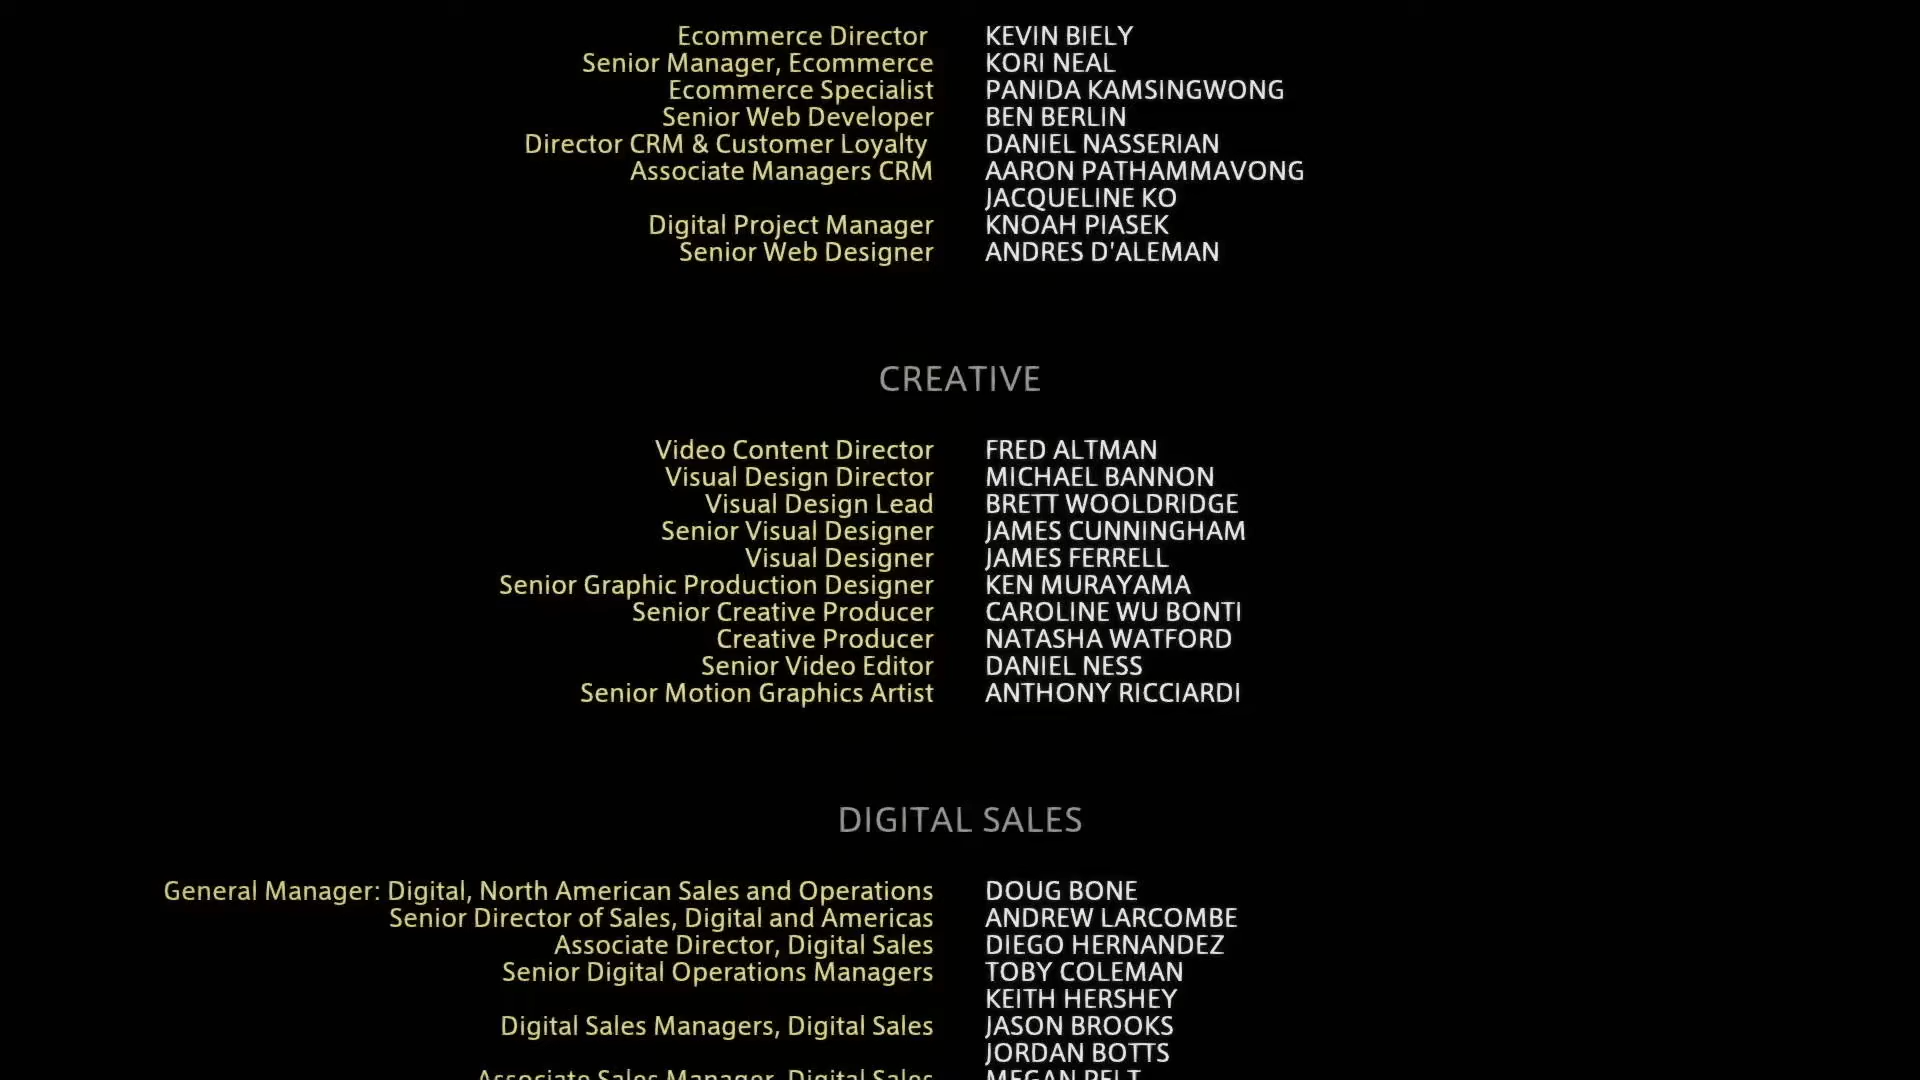 Ecommerce Director KEVIN BIELY
Senior Manager, Ecommerce KORI NEAL
Ecommerce Specialist PANIDA KAMSINGWONG
Senior Web Developer BEN BERLIN
Director CRM & Customer Loyalty DANIEL NASSERIAN
Associate Managers CRM AARON PATHAMMAVONG
JACQUELINE KO
Digital Project Manager KNOAH PIASEK
Senior Web Designer ANDRES D'ALEMAN
CREATIVE
Video Content Director FRED ALTMAN
Visual Design Director MICHAEL BANNON
Visual Design Lead BRETT WOOLDRIDGE
Senior Visual Designer JAMES CUNNINGHAM
Visual Designer JAMES FERRELL
Senior Graphic Production Designer KEN MURAYAMA
Senior Creative Producer CAROLINE WU BONTI
Creative Producer NATASHA WATFORD
Senior Video Editor DANIEL NESS
Senior Motion Graphics Artist ANTHONY RICCIARDI
DIGITAL SALES
General Manager: Digital, North American Sales and Operations DOUG BONE
Senior Director of Sales, Digital and Americas ANDREW LARCOMBE
Associate Director, Digital Sales DIEGO HERNANDEZ
Senior Digital Operations Managers TOBY COLEMAN
KEITH HERSHEY
Digital Sales Managers, Digital Sales JASON BROOKS
JORDAN BOTTS
Associate Sales Manager, Digital Sales MEGAN PELT